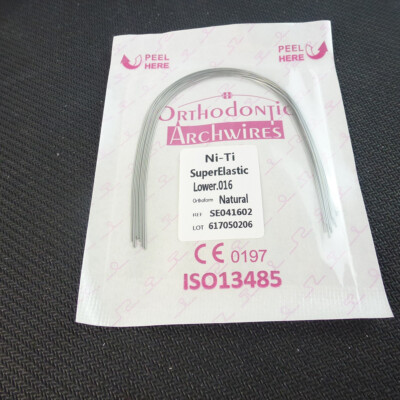 PEEL HERE
PEEL HERE
ORTHODONTIC
ARCHWIRES
Ni-Ti
SuperElastic
Lower.016
Orthoform Natural
REF SE041602
LOT 617050206
CE 0197
ISO13485